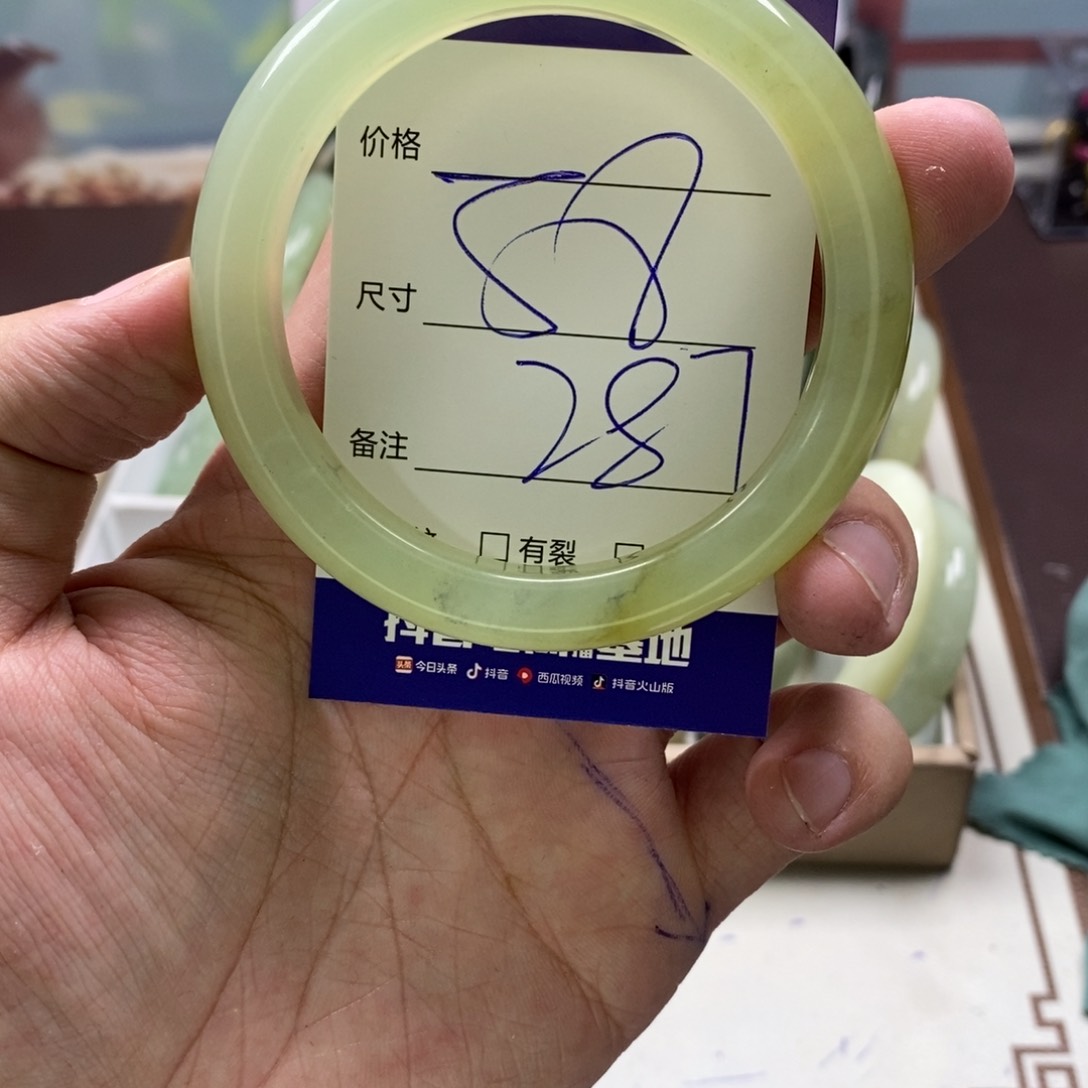 价格
58
尺寸
28
备注
有裂
今日头条 抖音 西瓜视频 抖音火山版